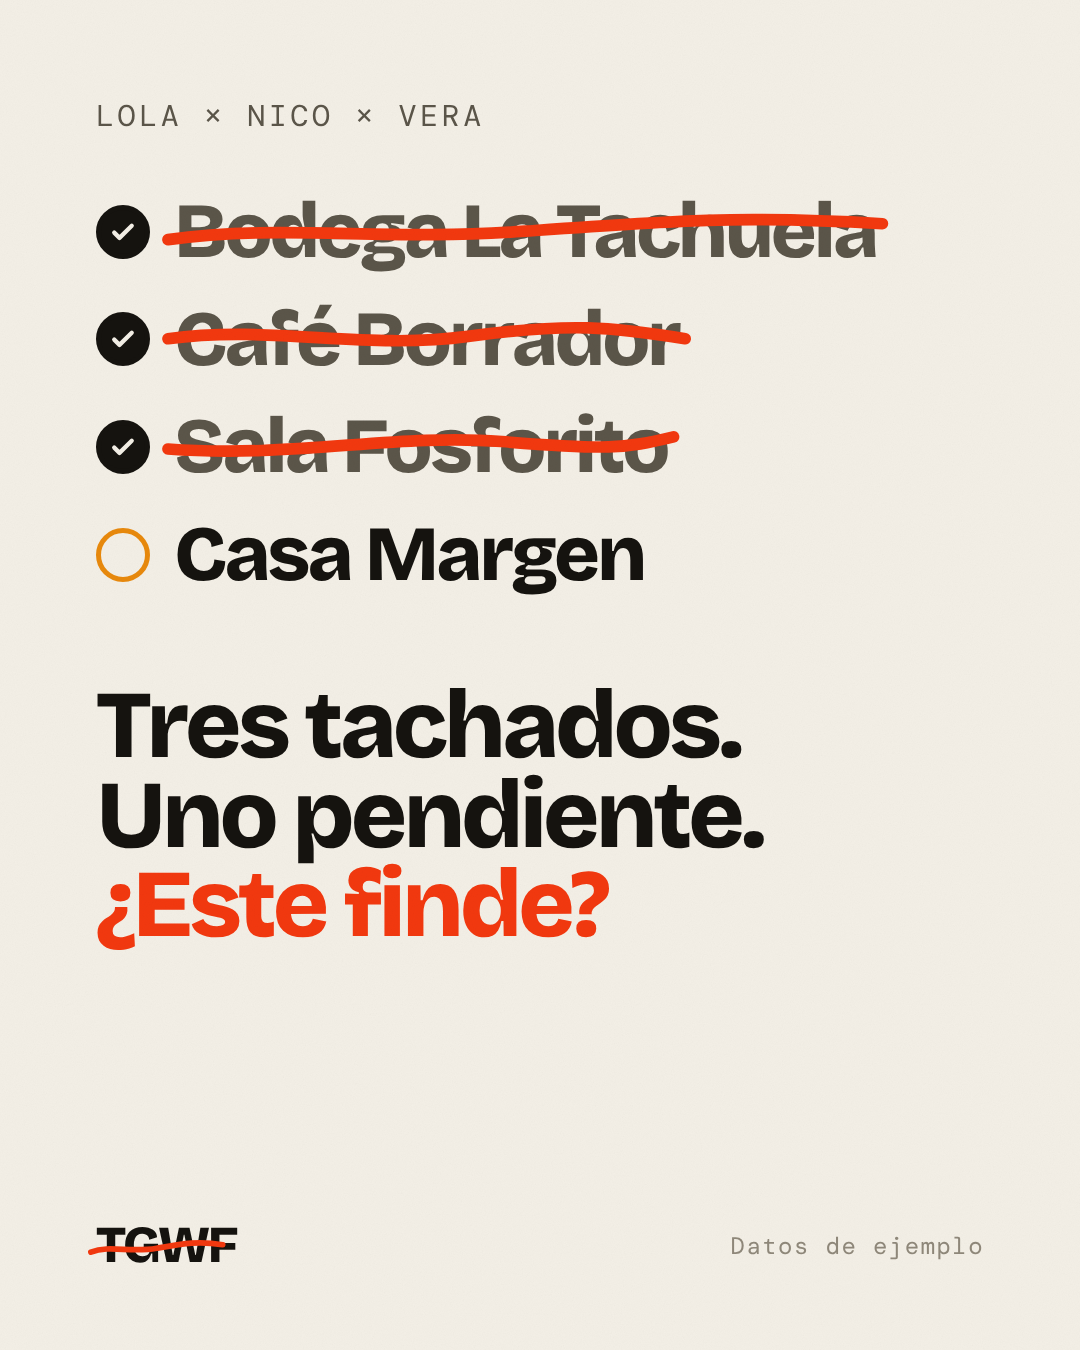 LOLA × NICO × VERA
Bodega La Tachuela
Café Borrador
Sala Fosforito
Casa Margen
Tres tachados.
Uno pendiente.
¿Este finde?
TGWF
Datos de ejemplo